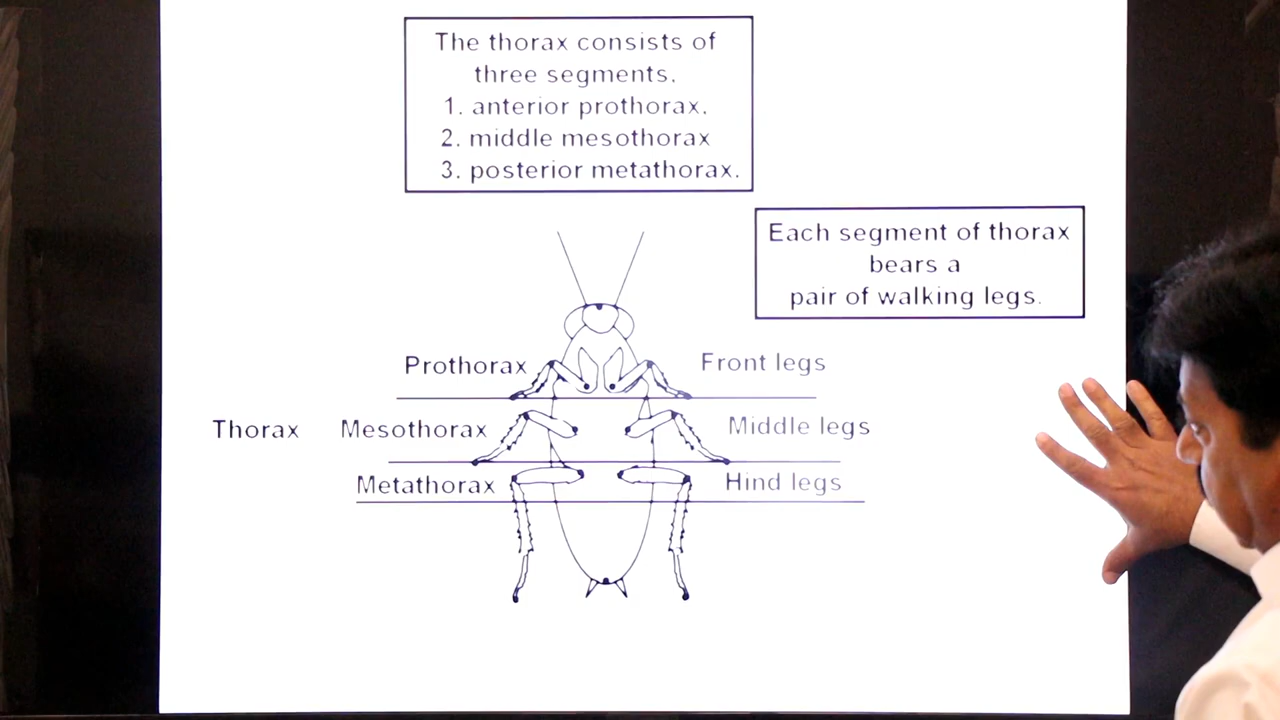 The thorax consists of
three segments.
1. anterior prothorax,
2. middle mesothorax
3. posterior metathorax.
Each segment of thorax
bears a
pair of walking legs.
Prothorax Front legs
Thorax Mesothorax Middle legs
Metathorax Hind legs